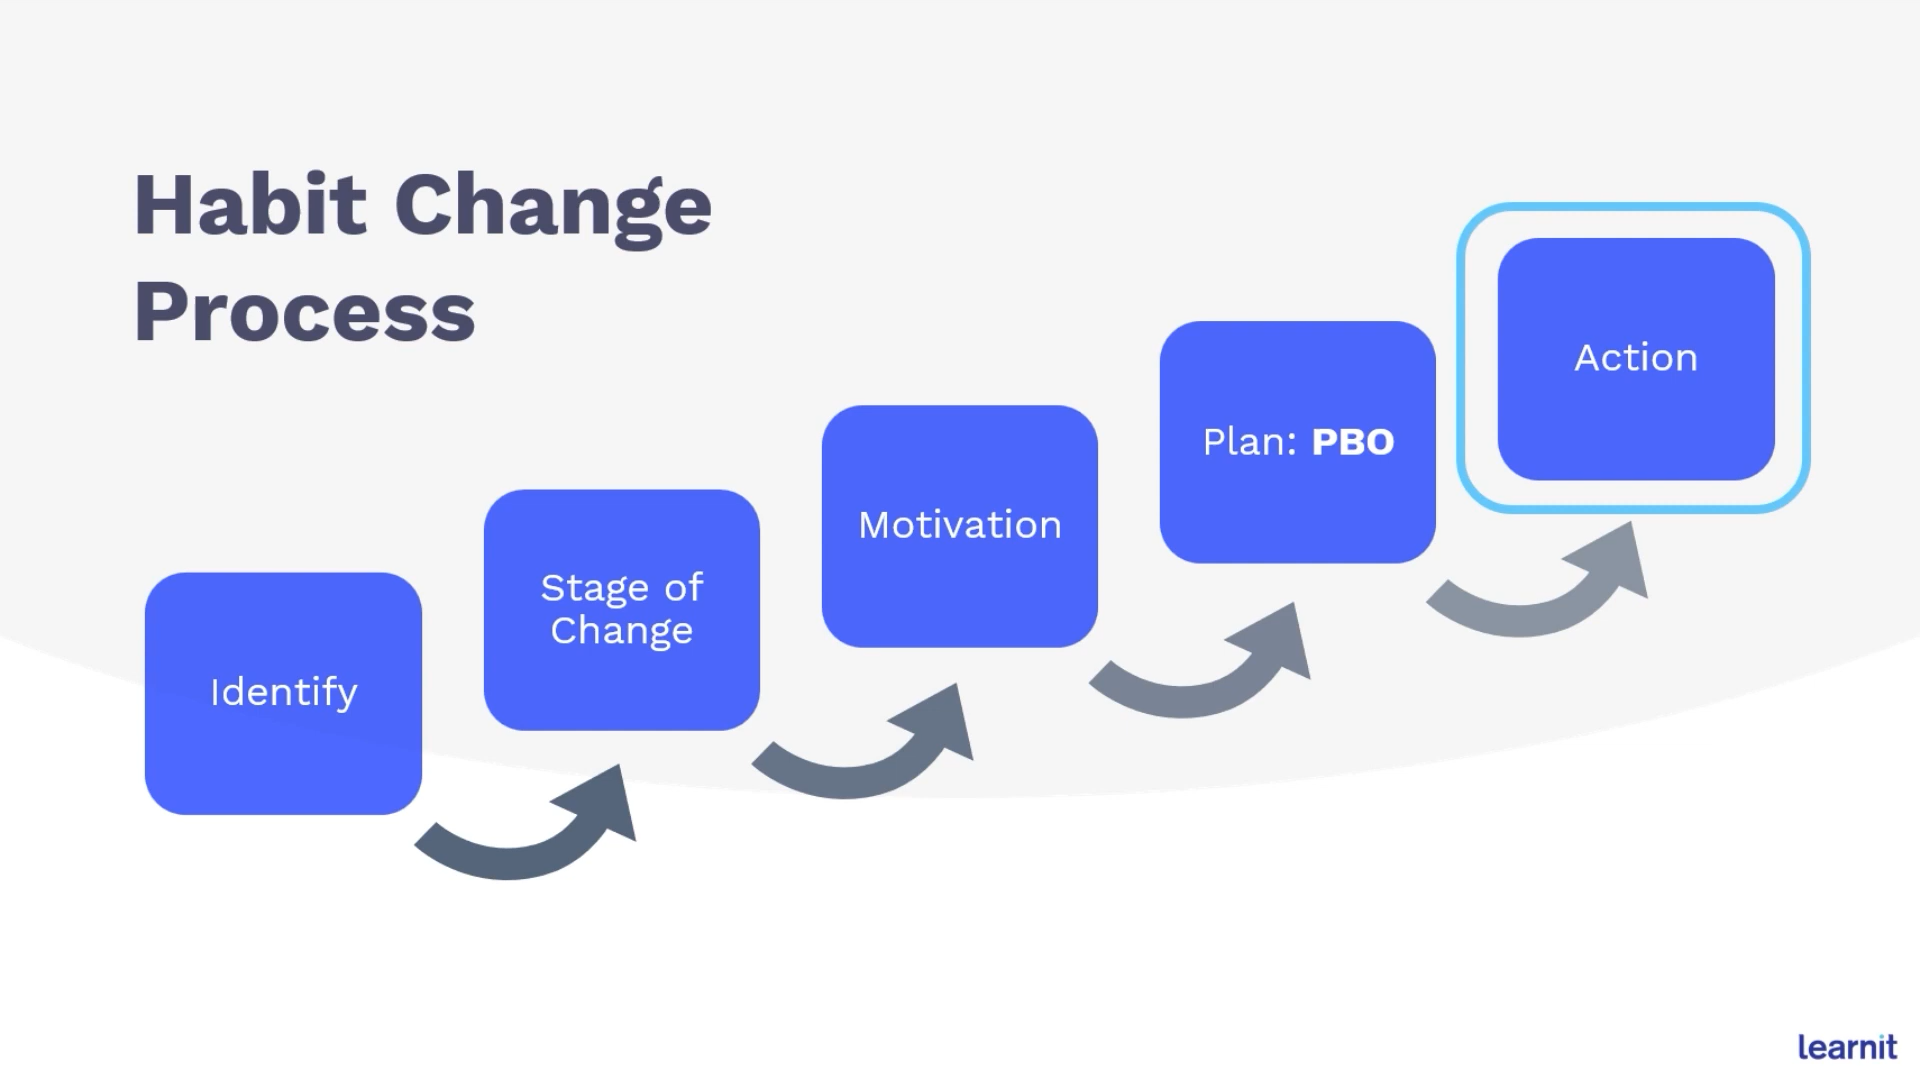 Habit Change
Process
Identify
Stage of
Change
Motivation
Plan: PBO
Action
learnit